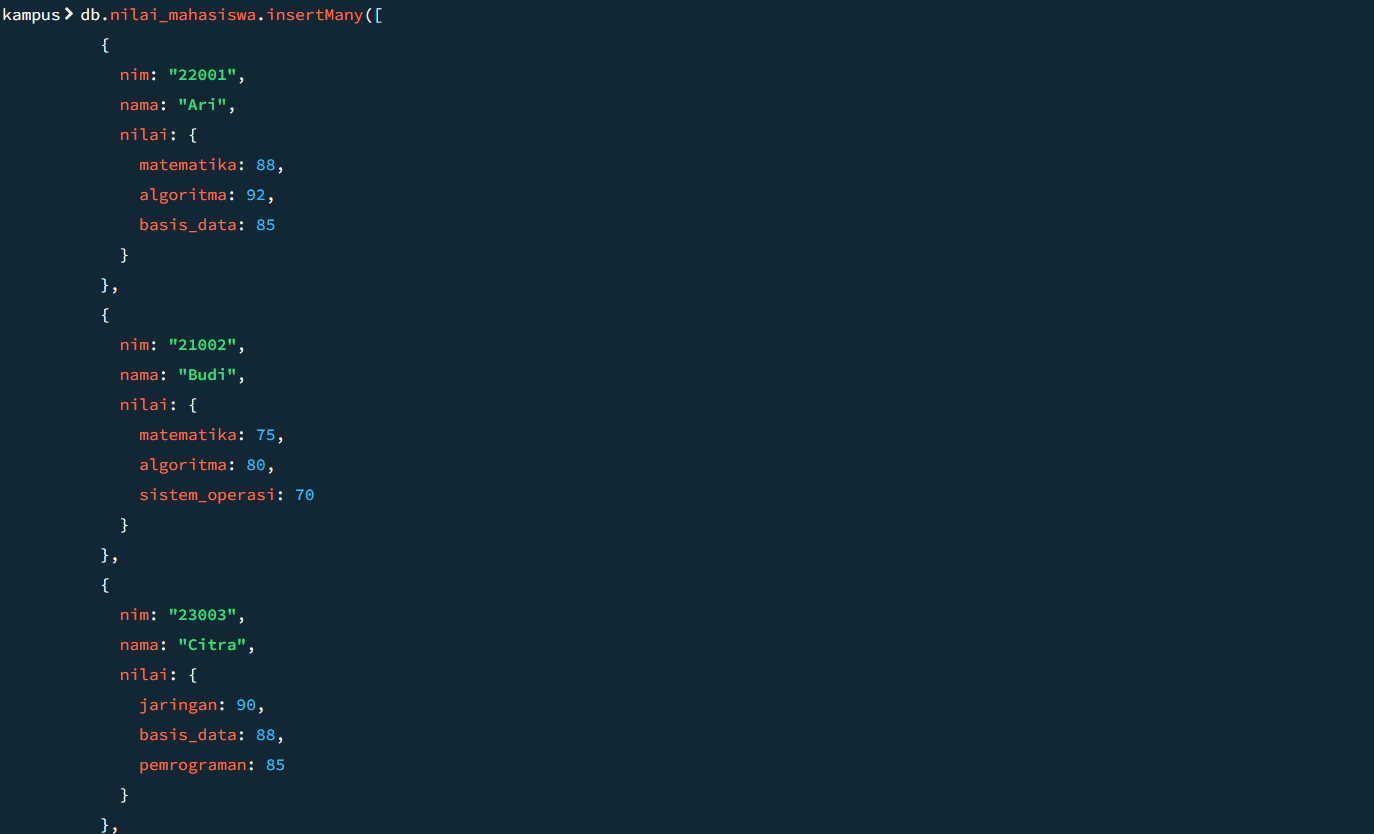 kampus> db.nilai_mahasiswa.insertMany([
{
nim: "22001",
nama: "Ari",
nilai: {
matematika: 88,
algoritma: 92,
basis_data: 85
}
},
{
nim: "21002",
nama: "Budi",
nilai: {
matematika: 75,
algoritma: 80,
sistem_operasi: 70
}
},
{
nim: "23003",
nama: "Citra",
nilai: {
jaringan: 90,
basis_data: 88,
pemrograman: 85
}
},